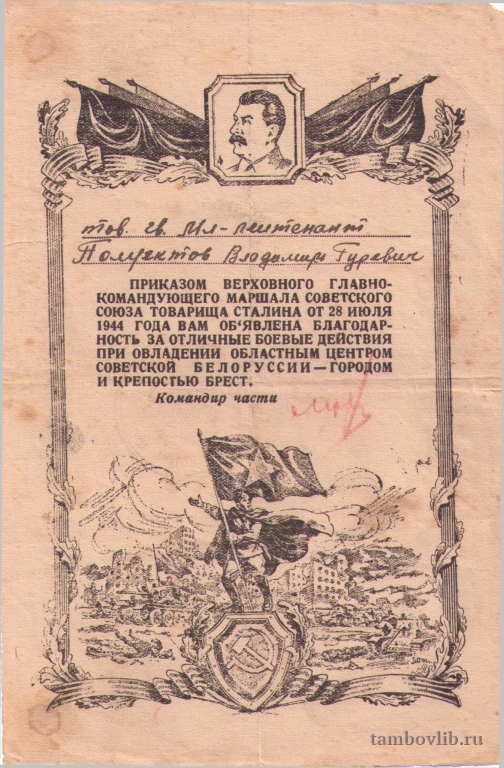 тов. гв. мл-лейтенант
Полуектов Владимир Гуревич
ПРИКАЗОМ ВЕРХОВНОГО ГЛАВНО-
КОМАНДУЮЩЕГО МАРШАЛА СОВЕТСКОГО
СОЮЗА ТОВАРИЩА СТАЛИНА ОТ 28 ИЮЛЯ
1944 ГОДА ВАМ ОБ‘ЯВЛЕНА БЛАГОДАР-
НОСТЬ ЗА ОТЛИЧНЫЕ БОЕВЫЕ ДЕЙСТВИЯ
ПРИ ОВЛАДЕНИИ ОБЛАСТНЫМ ЦЕНТРОМ
СОВЕТСКОЙ БЕЛОРУССИИ—ГОРОДОМ
И КРЕПОСТЬЮ БРЕСТ.
Командир части
tambovlib.ru